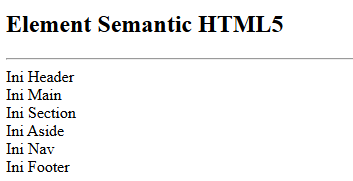 Element Semantic HTML5
Ini Header
Ini Main
Ini Section
Ini Aside
Ini Nav
Ini Footer